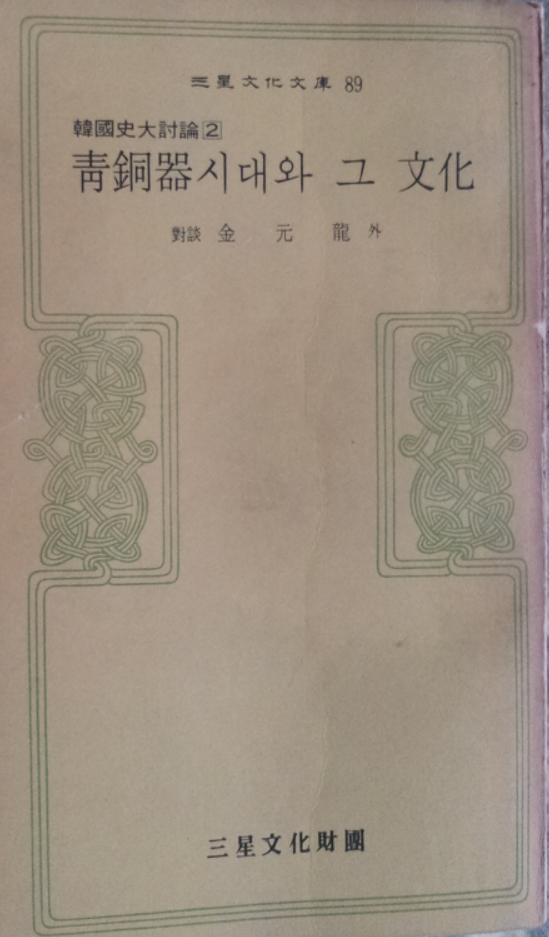 三星文化文庫 89
韓國史大討論[2]
靑銅器시대와 그 文化
對談 金 元 龍 外
三星文化財團